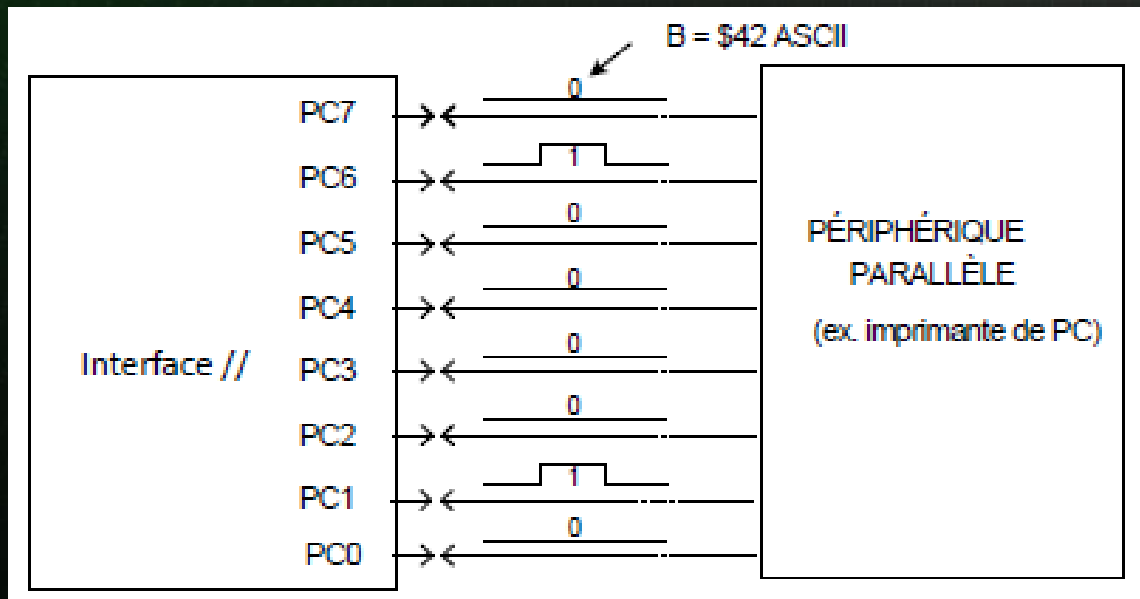 B = $42 ASCII
0
PC7
1
PC6
0
PC5
0
PC4
0
PC3
0
PC2
1
PC1
0
PC0
Interface //
PÉRIPHÉRIQUE
PARALLÈLE
(ex. imprimante de PC)